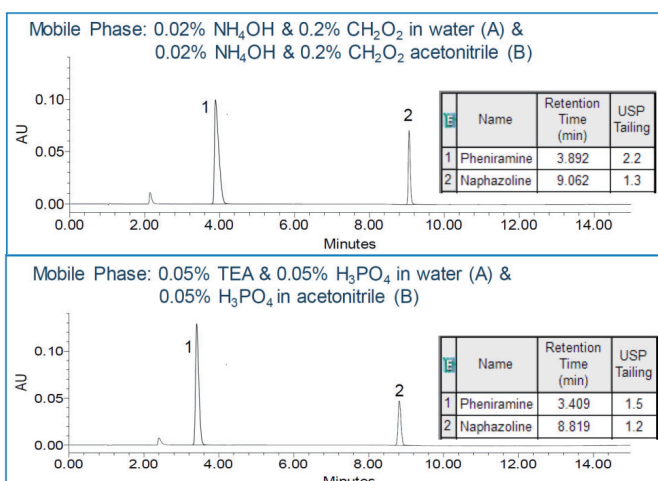 Mobile Phase: 0.02% NH₄OH & 0.2% CH₂O₂ in water (A) &
0.02% NH₄OH & 0.2% CH₂O₂ acetonitrile (B)
1
2
AU
0.10
0.05
0.00
0.00 2.00 4.00 6.00 8.00 10.00 12.00 14.00
Minutes
Name Retention Time (min) USP Tailing
1 Pheniramine 3.892 2.2
2 Naphazoline 9.062 1.3
Mobile Phase: 0.05% TEA & 0.05% H₃PO₄ in water (A) &
0.05% H₃PO₄ in acetonitrile (B)
1
2
AU
0.10
0.05
0.00
0.00 2.00 4.00 6.00 8.00 10.00 12.00 14.00
Minutes
Name Retention Time (min) USP Tailing
1 Pheniramine 3.409 1.5
2 Naphazoline 8.819 1.2